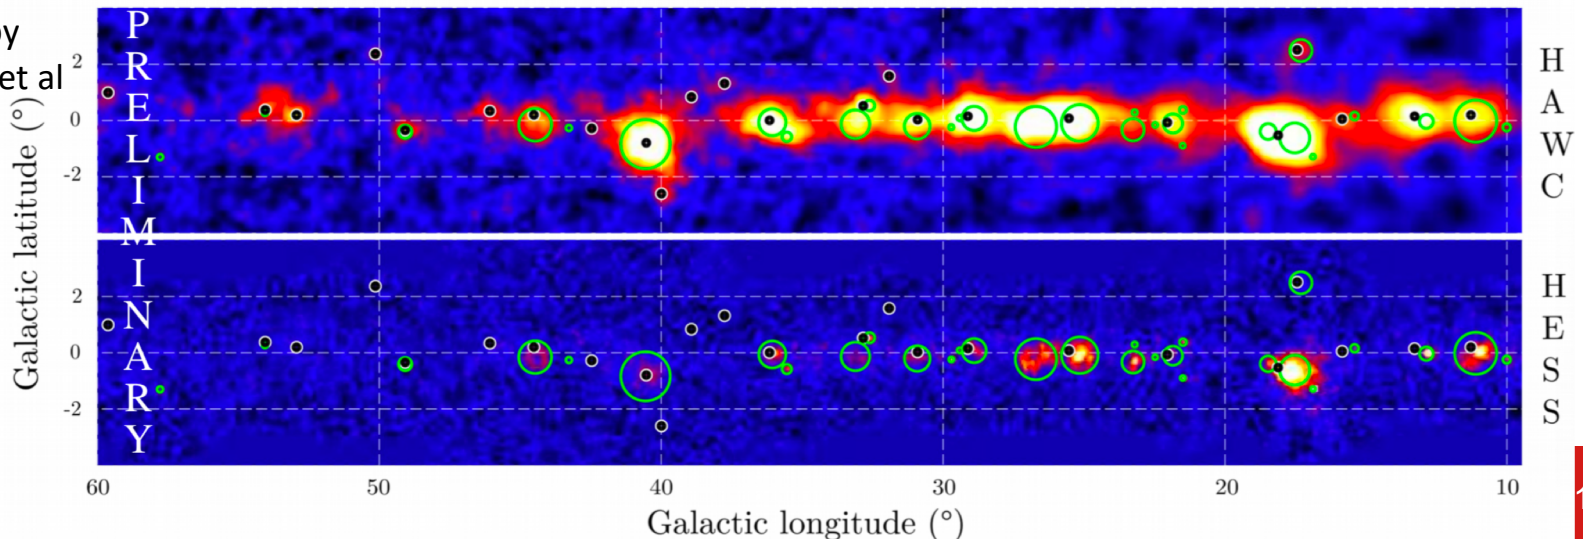 by
et al
PRELIMINARY
HAWC
HESS
Galactic latitude (°)
2
0
-2
2
0
-2
60 50 40 30 20 10
Galactic longitude (°)